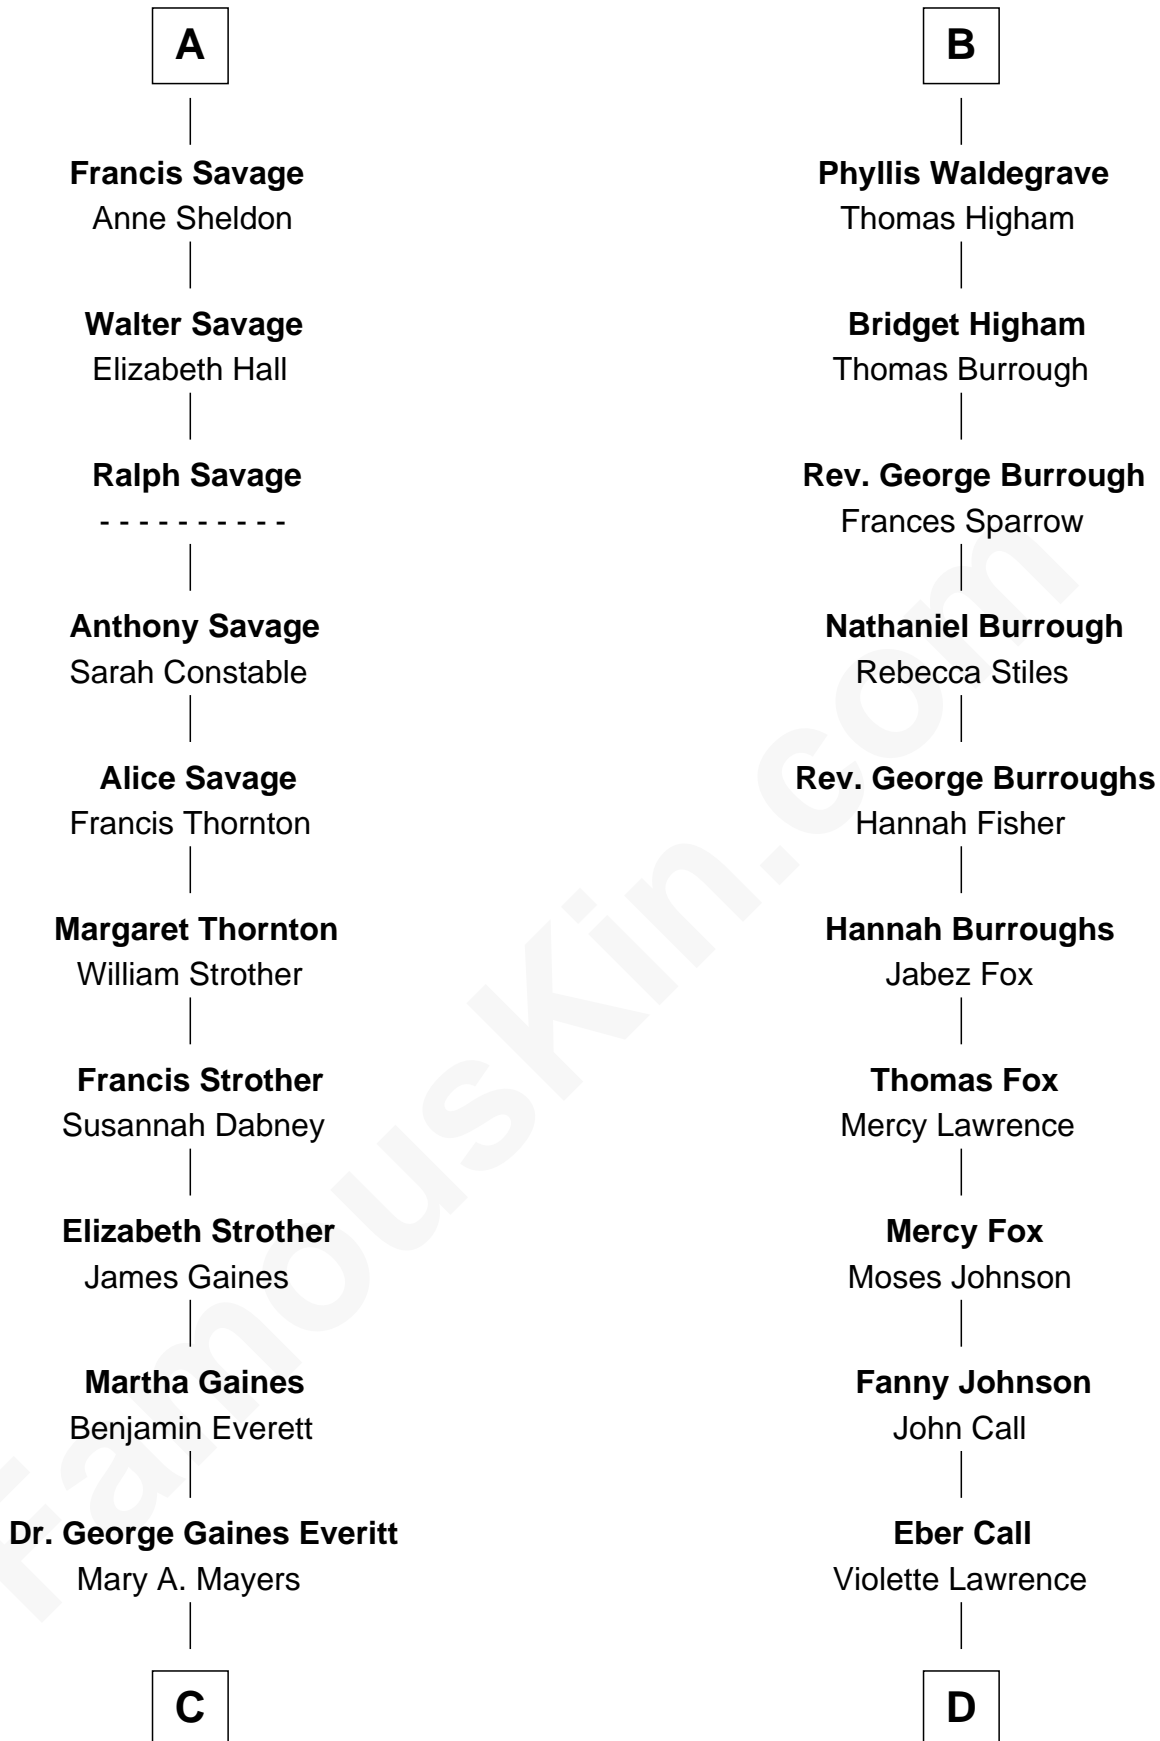 A
Francis Savage
Anne Sheldon
Walter Savage
Elizabeth Hall
Ralph Savage
- - - - - - - - - -
Anthony Savage
Sarah Constable
Alice Savage
Francis Thornton
Margaret Thornton
William Strother
Francis Strother
Susannah Dabney
Elizabeth Strother
James Gaines
Martha Gaines
Benjamin Everett
Dr. George Gaines Everitt
Mary A. Mayers
C
B
Phyllis Waldegrave
Thomas Higham
Bridget Higham
Thomas Burrough
Rev. George Burrough
Frances Sparrow
Nathaniel Burrough
Rebecca Stiles
Rev. George Burroughs
Hannah Fisher
Hannah Burroughs
Jabez Fox
Thomas Fox
Mercy Lawrence
Mercy Fox
Moses Johnson
Fanny Johnson
John Call
Eber Call
Violette Lawrence
D
FamousKin.com